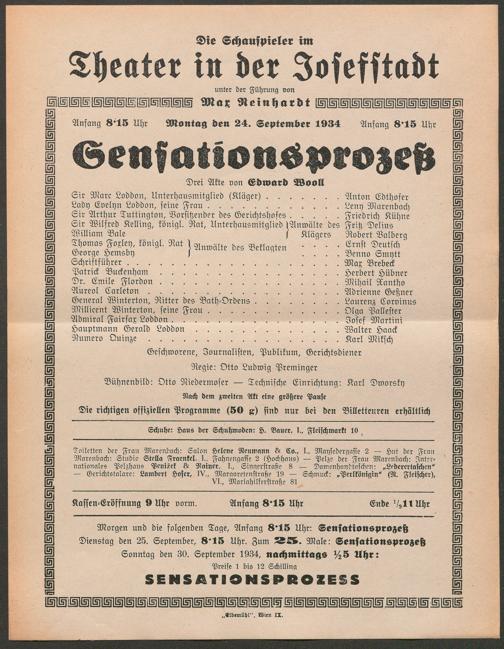 Die Schauspieler im
Theater in der Josefstadt
unter der Führung von
Max Reinhardt
Anfang 8·15 Uhr Montag den 24. September 1934 Anfang 8·15 Uhr
Sensationsprozeß
Drei Akte von Edward Wooll
Sir Marc Loddon, Unterhausmitglied (Kläger) . . . . . . . Anton Edthofer
Lady Evelyn Loddon, seine Frau . . . . . . . Leny Marenbach
Sir Arthur Tuttington, Vorsitzender des Gerichtshofes . . . . . Friedrich Kühne
Sir Wilfred Kelling, königl. Rat, Unterhausmitglied } Anwälte des Fritz Delius
William Bale } Klägers Robert Valberg
Thomas Foxley, königl. Rat } Anwälte des Beklagten . . . . Ernst Deutsch
George Hemsby } Benno Smytt
Schriftführer . . . . . . . Max Brebeck
Patrick Buckenham . . . . . . . Herbert Hübner
Dr. Emile Flordon . . . . . . . Mihail Xantho
Aureol Carleton . . . . . . . Adrienne Geßner
General Winterton, Ritter des Bath-Ordens . . . . . . . Laurenz Corvinus
Millicent Winterton, seine Frau . . . . . . . Olga Pallester
Admiral Fairfax Loddon . . . . . . . Josef Martini
Hauptmann Gerald Loddon . . . . . . . Walter Haack
Numero Quinze . . . . . . . Karl Mitsch
Geschworene, Journalisten, Publikum, Gerichtsdiener
Regie: Otto Ludwig Preminger
Bühnenbild: Otto Niedermoser — Technische Einrichtung: Karl Dworsky
Nach dem zweiten Akt eine größere Pause
Die richtigen offiziellen Programme (50 g) sind nur bei den Billetteuren erhältlich
Schuhe: Haus der Schuhmoden: H. Bauer, I., Fleischmarkt 10
Toiletten der Frau Marenbach: Salon Helene Neumann & Co., I., Maysedergasse 2 — Hut der Frau
Marenbach: Studio Stella Fraenkel, I., Fahnengasse 2 (Hochhaus) — Pelze der Frau Marenbach: Inter-
nationales Pelzhaus Penižek & Rainer, I., Singerstraße 8 — Damenhandtaschen: „Ledererlaschen“
— Gerichtstalare: Lambert Hofer, IV., Margaretenstraße 19 — Schmuck: „Perlkönigin“ (R. Fleischer),
VI., Mariahilferstraße 81
Kassen-Eröffnung 9 Uhr vorm. Anfang 8·15 Uhr Ende ½11 Uhr
Morgen und die folgenden Tage, Anfang 8·15 Uhr: Sensationsprozeß
Dienstag den 25. September, 8·15 Uhr. Zum 25. Male: Sensationsprozeß
Sonntag den 30. September 1934, nachmittags ½5 Uhr:
Preise 1 bis 12 Schilling
SENSATIONSPROZESS
„Elbemühl“, Wien IX.